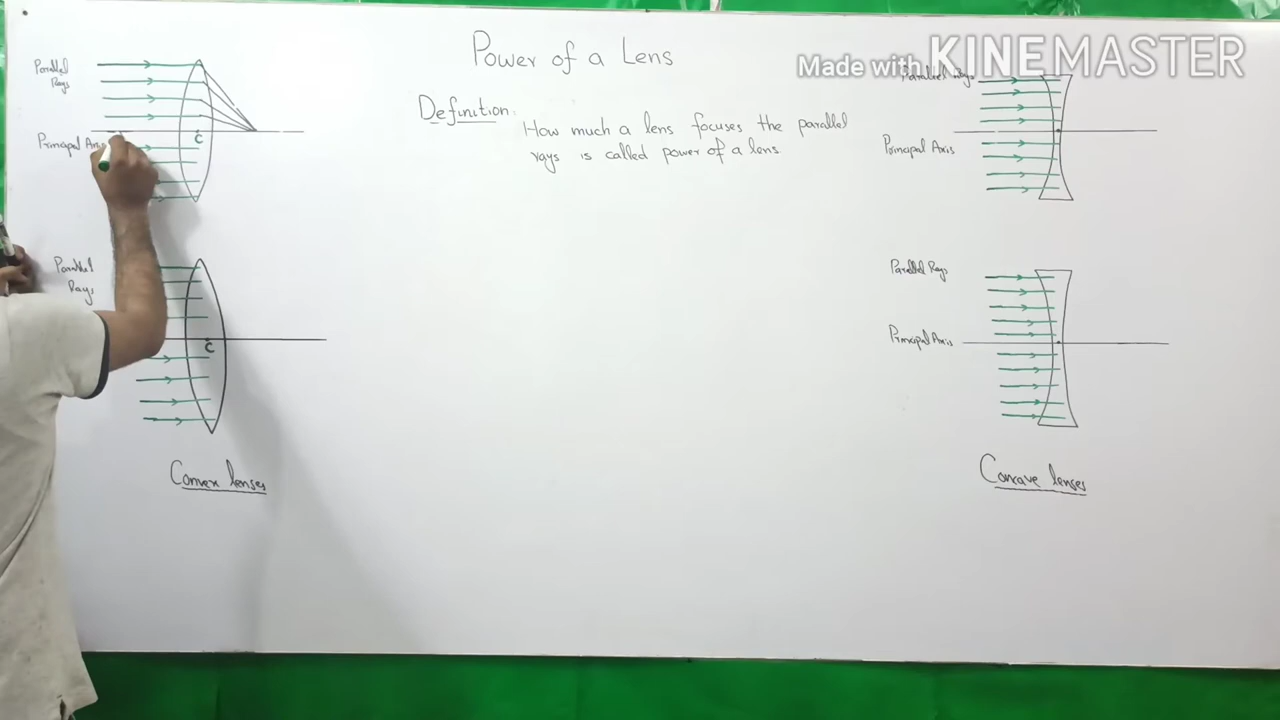 Power of a Lens
Made with KINEMASTER
Parallel
Rays
Principal Axis
C
Definition:
How much a lens focuses the parallel
rays is called power of a lens
Parallel Rays
Principal Axis
Parallel
Rays
C
Convex lenses
Parallel Rays
Principal Axis
Concave lenses